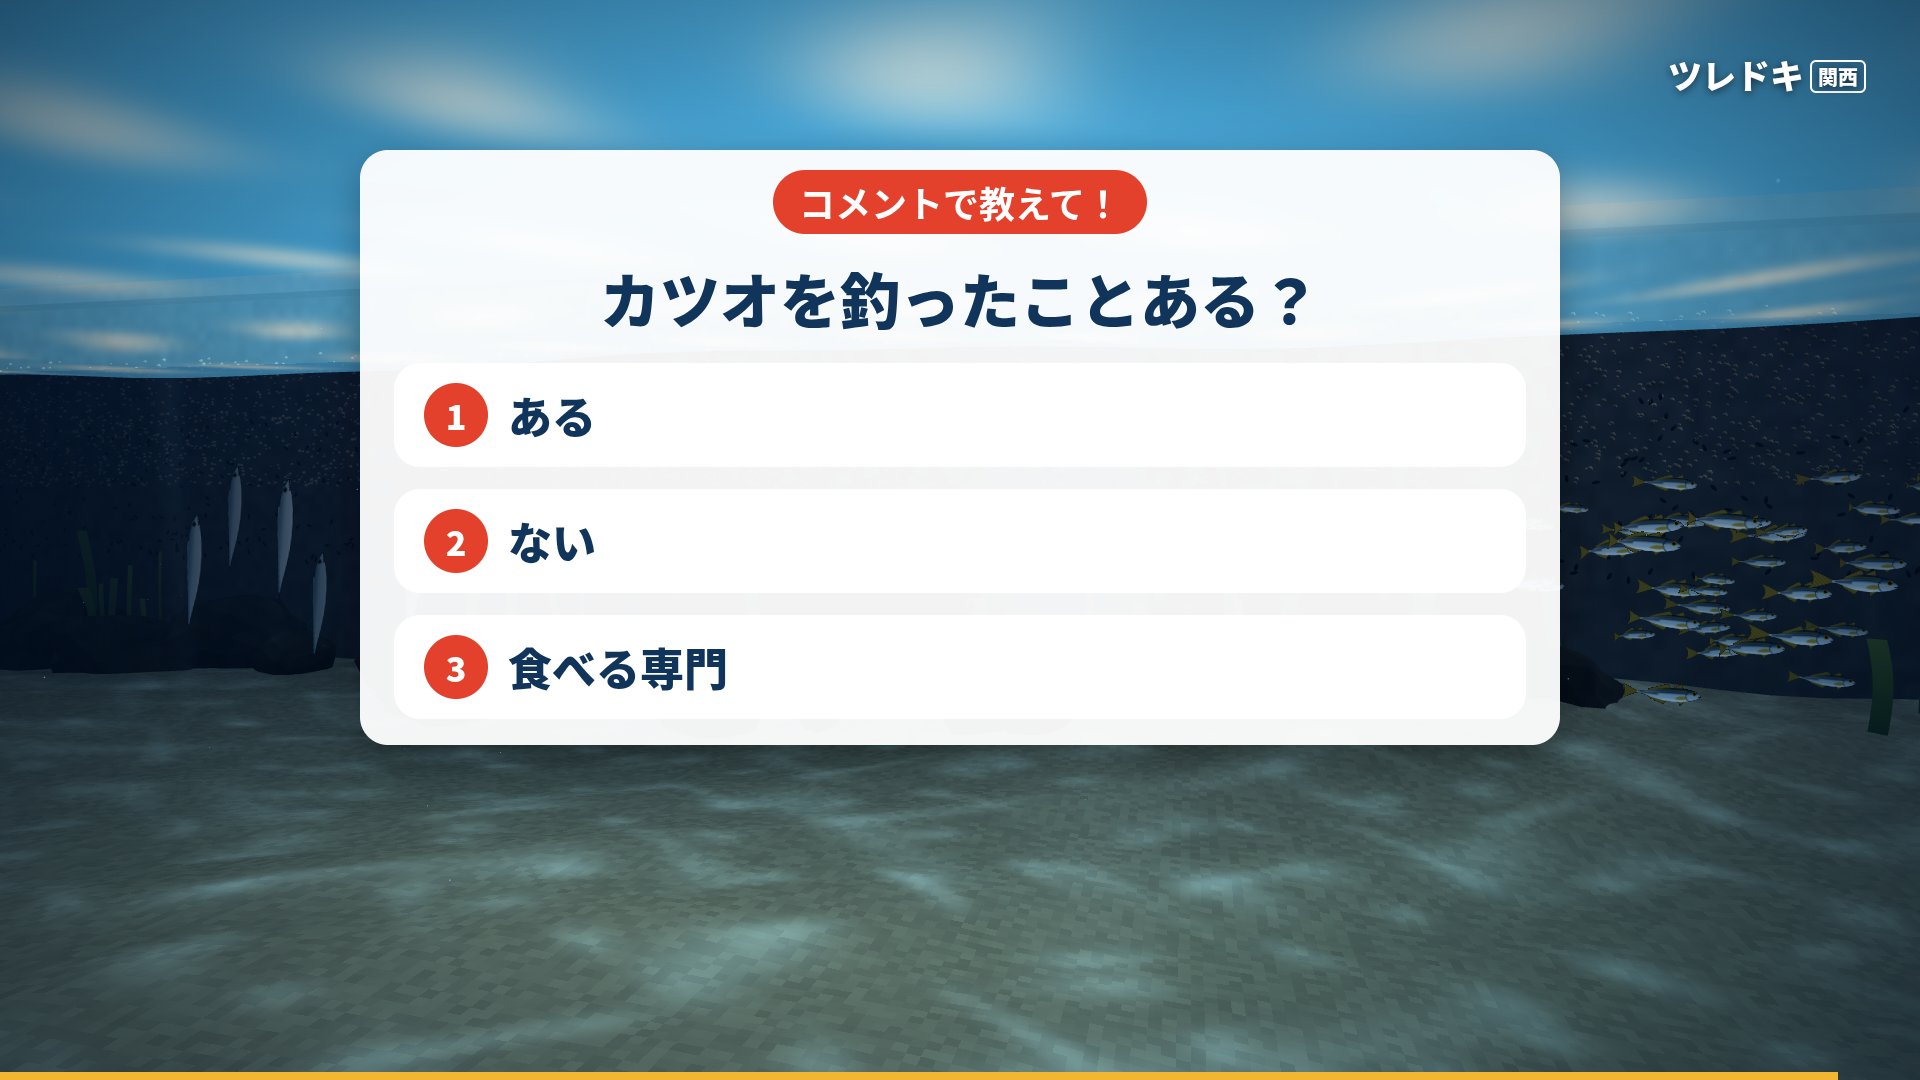 ツレドキ 関西
コメントで教えて！
カツオを釣ったことある？
1 ある
2 ない
3 食べる専門